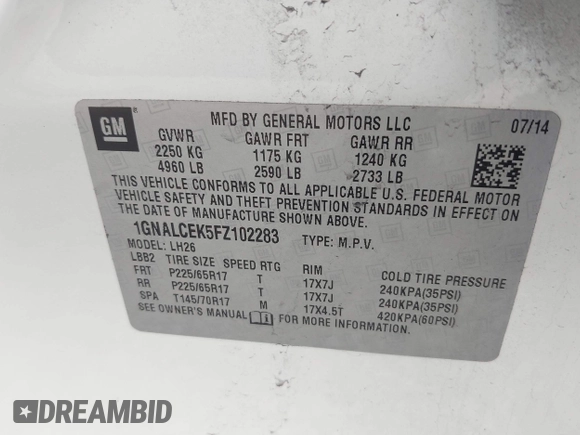 GM
MFD BY GENERAL MOTORS LLC 07/14
GVWR GAWR FRT GAWR RR
2250 KG 1175 KG 1240 KG
4960 LB 2590 LB 2733 LB
THIS VEHICLE CONFORMS TO ALL APPLICABLE U.S. FEDERAL MOTOR
VEHICLE SAFETY AND THEFT PREVENTION STANDARDS IN EFFECT ON
THE DATE OF MANUFACTURE SHOWN ABOVE.
1GNALCEK5FZ102283 TYPE: M.P.V.
MODEL: LH26
LBB2 TIRE SIZE SPEED RTG RIM COLD TIRE PRESSURE
FRT P225/65R17 T 17X7J 240KPA(35PSI)
RR P225/65R17 T 17X7J 240KPA(35PSI)
SPA T145/70R17 M 17X4.5T 420KPA(60PSI)
SEE OWNER'S MANUAL FOR MORE INFORMATION.
DREAMBID